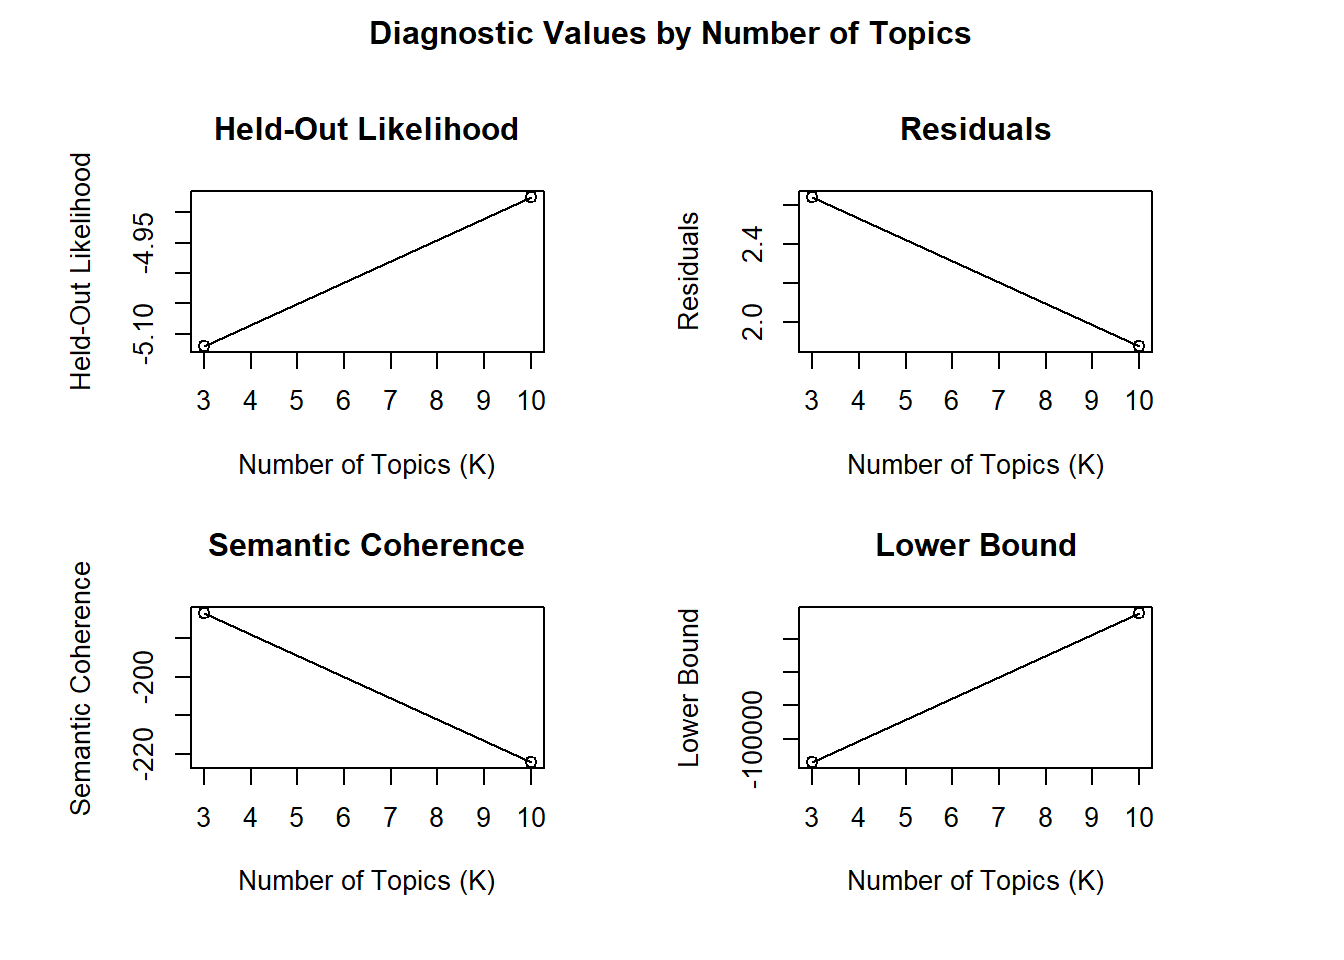 Diagnostic Values by Number of Topics
Held-Out Likelihood
Held-Out Likelihood
-4.95
-5.10
3 4 5 6 7 8 9 10
Number of Topics (K)
Residuals
Residuals
2.4
2.0
3 4 5 6 7 8 9 10
Number of Topics (K)
Semantic Coherence
Semantic Coherence
-200
-220
3 4 5 6 7 8 9 10
Number of Topics (K)
Lower Bound
Lower Bound
-100000
3 4 5 6 7 8 9 10
Number of Topics (K)